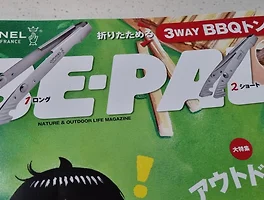 NEL
FRANCE
折りたためる
3WAY BBQトン
BE-PAL
1 ロング
2 ショート
NATURE & OUTDOOR LIFE MAGAZINE
大特集
アウトド
!